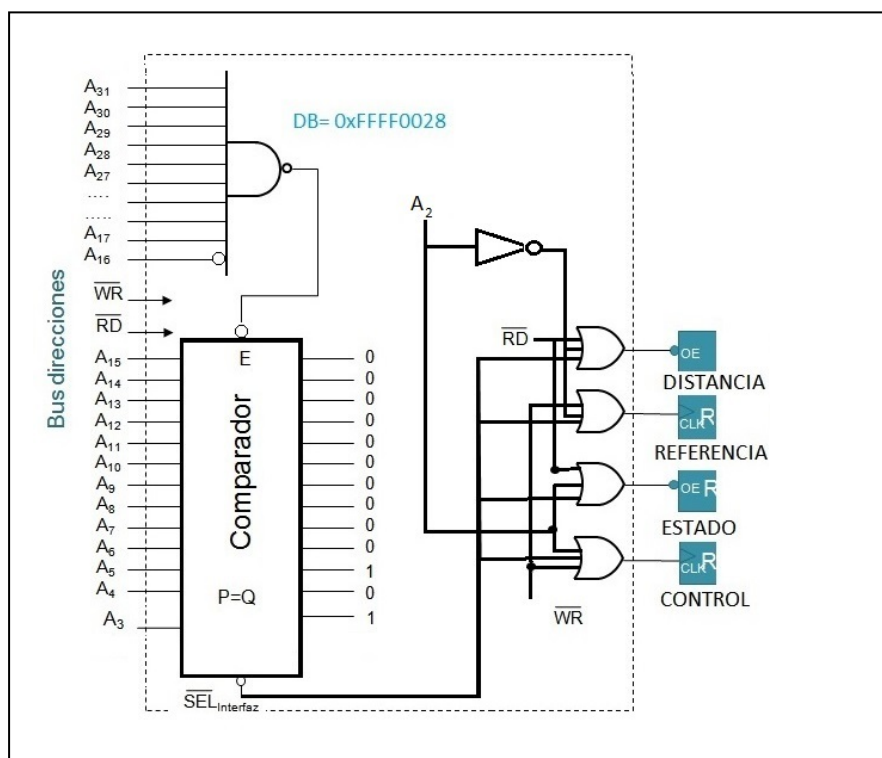 A31
A30
A29
A28
A27
....
.....
A17
A16
DB= 0xFFFF0028
Bus direcciones
WR
RD
A15
A14
A13
A12
A11
A10
A9
A8
A7
A6
A5
A4
A3
E
Comparador
P=Q
0
0
0
0
0
0
0
0
0
0
1
0
1
SEL Interfaz
A2
RD
WR
OE
DISTANCIA
CLK R
REFERENCIA
OE R
ESTADO
CLK R
CONTROL